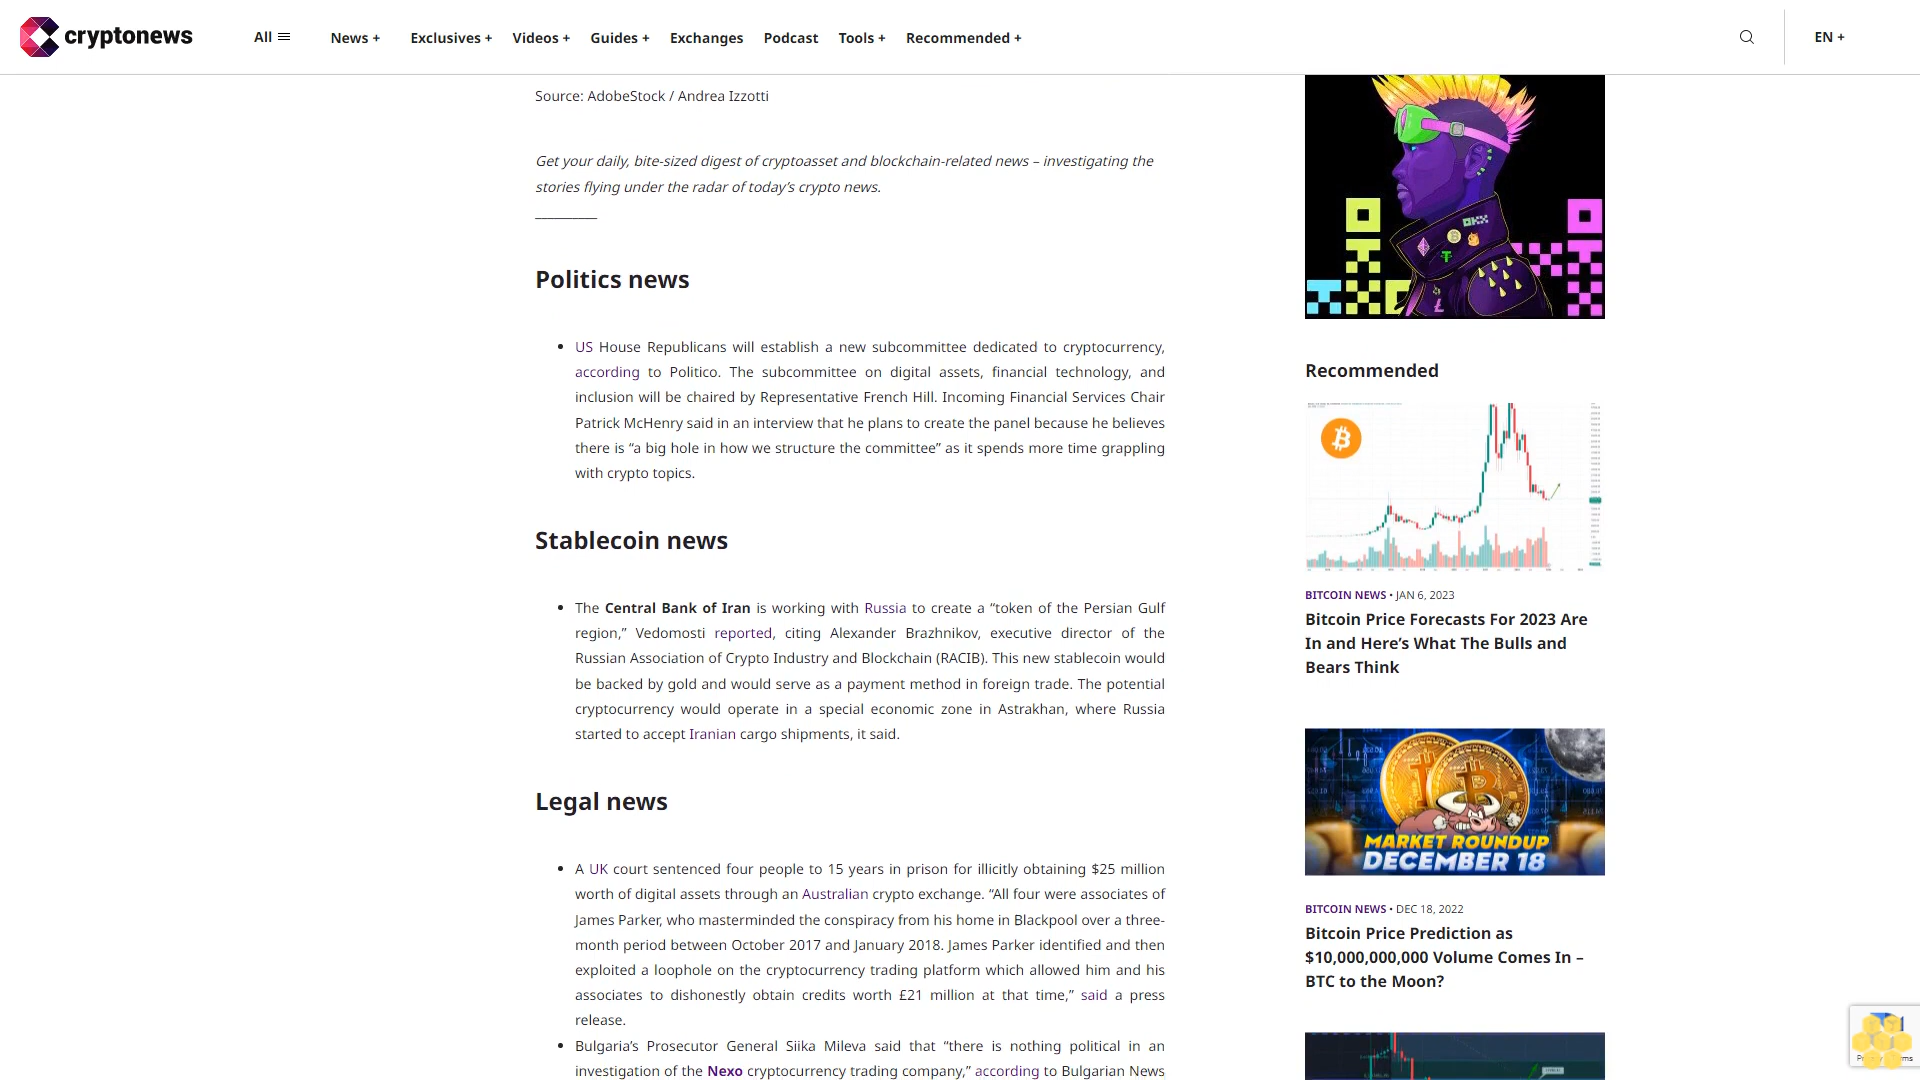 cryptonews
All
News +
Exclusives +
Videos +
Guides +
Exchanges
Podcast
Tools +
Recommended +
EN +
Source: AdobeStock / Andrea Izzotti
Get your daily, bite-sized digest of cryptoasset and blockchain-related news – investigating the
stories flying under the radar of today’s crypto news.
__________
Politics news
US House Republicans will establish a new subcommittee dedicated to cryptocurrency,
according to Politico. The subcommittee on digital assets, financial technology, and
inclusion will be chaired by Representative French Hill. Incoming Financial Services Chair
Patrick McHenry said in an interview that he plans to create the panel because he believes
there is “a big hole in how we structure the committee” as it spends more time grappling
with crypto topics.
Stablecoin news
The Central Bank of Iran is working with Russia to create a “token of the Persian Gulf
region,” Vedomosti reported, citing Alexander Brazhnikov, executive director of the
Russian Association of Crypto Industry and Blockchain (RACIB). This new stablecoin would
be backed by gold and would serve as a payment method in foreign trade. The potential
cryptocurrency would operate in a special economic zone in Astrakhan, where Russia
started to accept Iranian cargo shipments, it said.
Legal news
A UK court sentenced four people to 15 years in prison for illicitly obtaining $25 million
worth of digital assets through an Australian crypto exchange. “All four were associates of
James Parker, who masterminded the conspiracy from his home in Blackpool over a three-
month period between October 2017 and January 2018. James Parker identified and then
exploited a loophole on the cryptocurrency trading platform which allowed him and his
associates to dishonestly obtain credits worth £21 million at that time,” said a press
release.
Bulgaria’s Prosecutor General Siika Mileva said that “there is nothing political in an
investigation of the Nexo cryptocurrency trading company,” according to Bulgarian News
Recommended
BITCOIN NEWS • JAN 6, 2023
Bitcoin Price Forecasts For 2023 Are
In and Here’s What The Bulls and
Bears Think
MARKET ROUNDUP
DECEMBER 18
BITCOIN NEWS • DEC 18, 2022
Bitcoin Price Prediction as
$10,000,000,000 Volume Comes In –
BTC to the Moon?